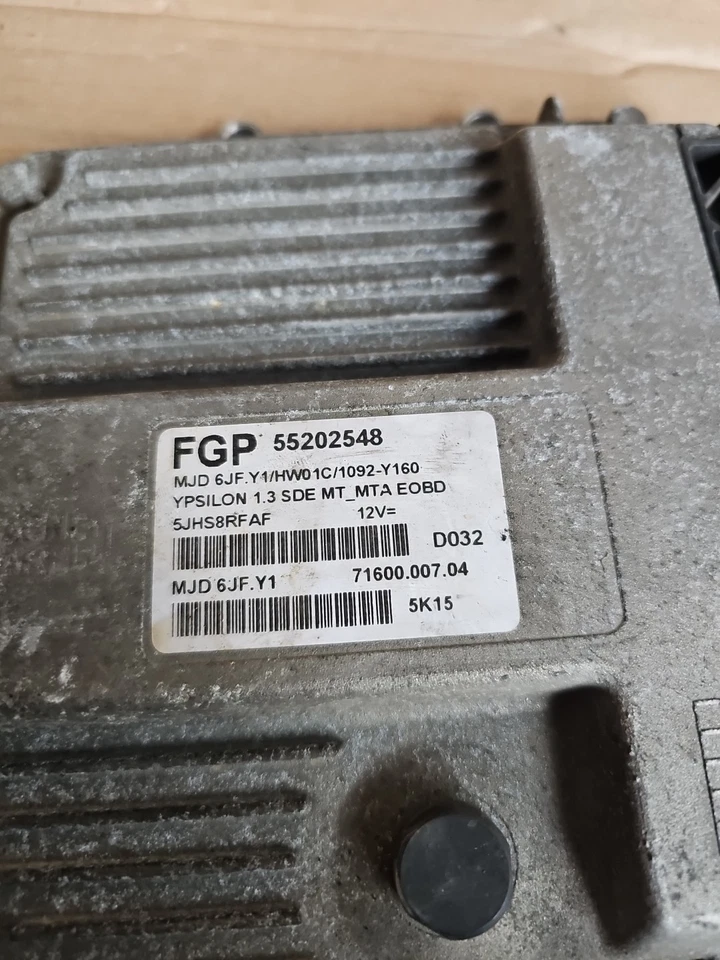 FGP 55202548
MJD 6JF.Y1/HW01C/1092-Y160
YPSILON 1.3 SDE MT_MTA EOBD
5JHS8RFAF 12V=
D032
MJD 6JF.Y1 71600.007.04
5K15